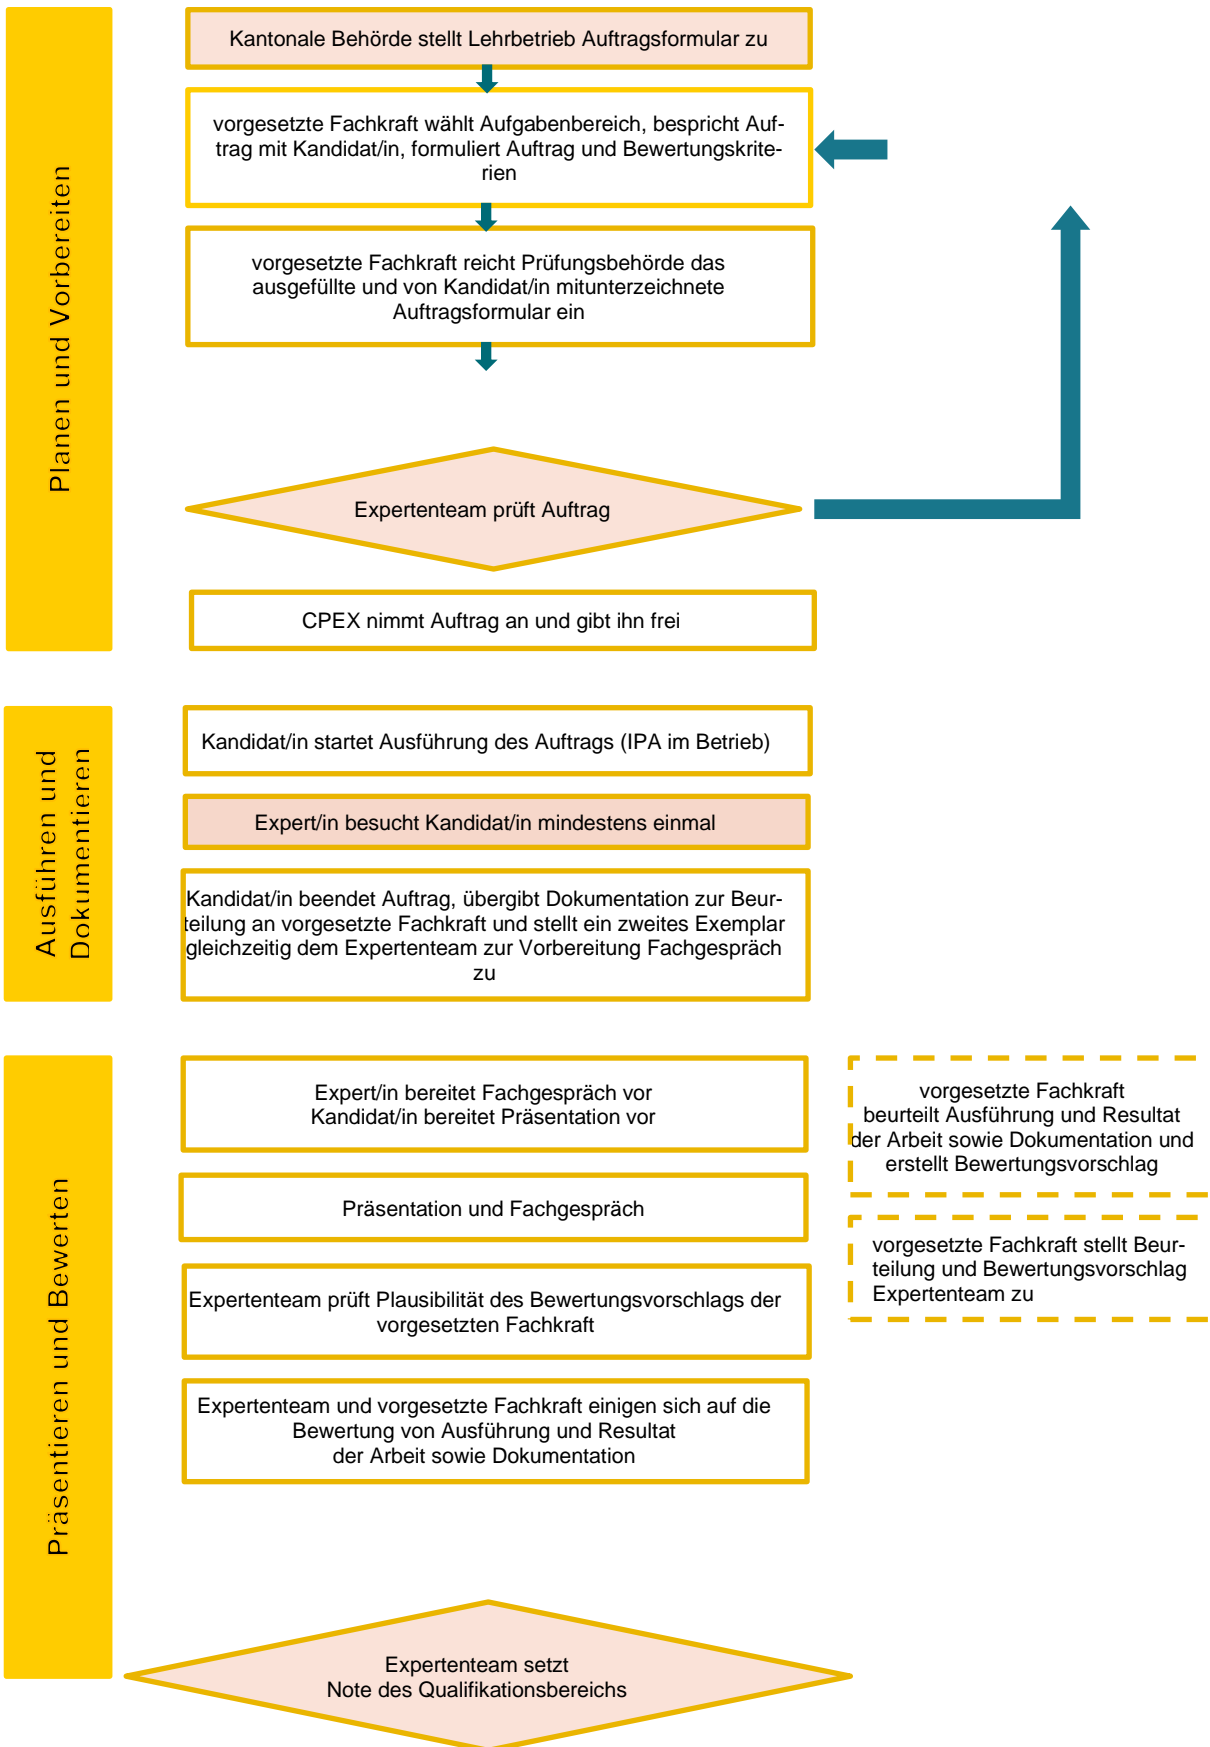 Planen und Vorbereiten
Kantonale Behörde stellt Lehrbetrieb Auftragsformular zu
vorgesetzte Fachkraft wählt Aufgabenbereich, bespricht Auf-
trag mit Kandidat/in, formuliert Auftrag und Bewertungskrite-
rien
vorgesetzte Fachkraft reicht Prüfungsbehörde das
ausgefüllte und von Kandidat/in mitunterzeichnete
Auftragsformular ein
Expertenteam prüft Auftrag
CPEX nimmt Auftrag an und gibt ihn frei
Ausführen und
Dokumentieren
Kandidat/in startet Ausführung des Auftrags (IPA im Betrieb)
Expert/in besucht Kandidat/in mindestens einmal
Kandidat/in beendet Auftrag, übergibt Dokumentation zur Beur-
teilung an vorgesetzte Fachkraft und stellt ein zweites Exemplar
gleichzeitig dem Expertenteam zur Vorbereitung Fachgespräch
zu
Präsentieren und Bewerten
Expert/in bereitet Fachgespräch vor
Kandidat/in bereitet Präsentation vor
vorgesetzte Fachkraft
beurteilt Ausführung und Resultat
der Arbeit sowie Dokumentation und
erstellt Bewertungsvorschlag
Präsentation und Fachgespräch
vorgesetzte Fachkraft stellt Beur-
teilung und Bewertungsvorschlag
Expertenteam zu
Expertenteam prüft Plausibilität des Bewertungsvorschlags der
vorgesetzten Fachkraft
Expertenteam und vorgesetzte Fachkraft einigen sich auf die
Bewertung von Ausführung und Resultat
der Arbeit sowie Dokumentation
Expertenteam setzt
Note des Qualifikationsbereichs